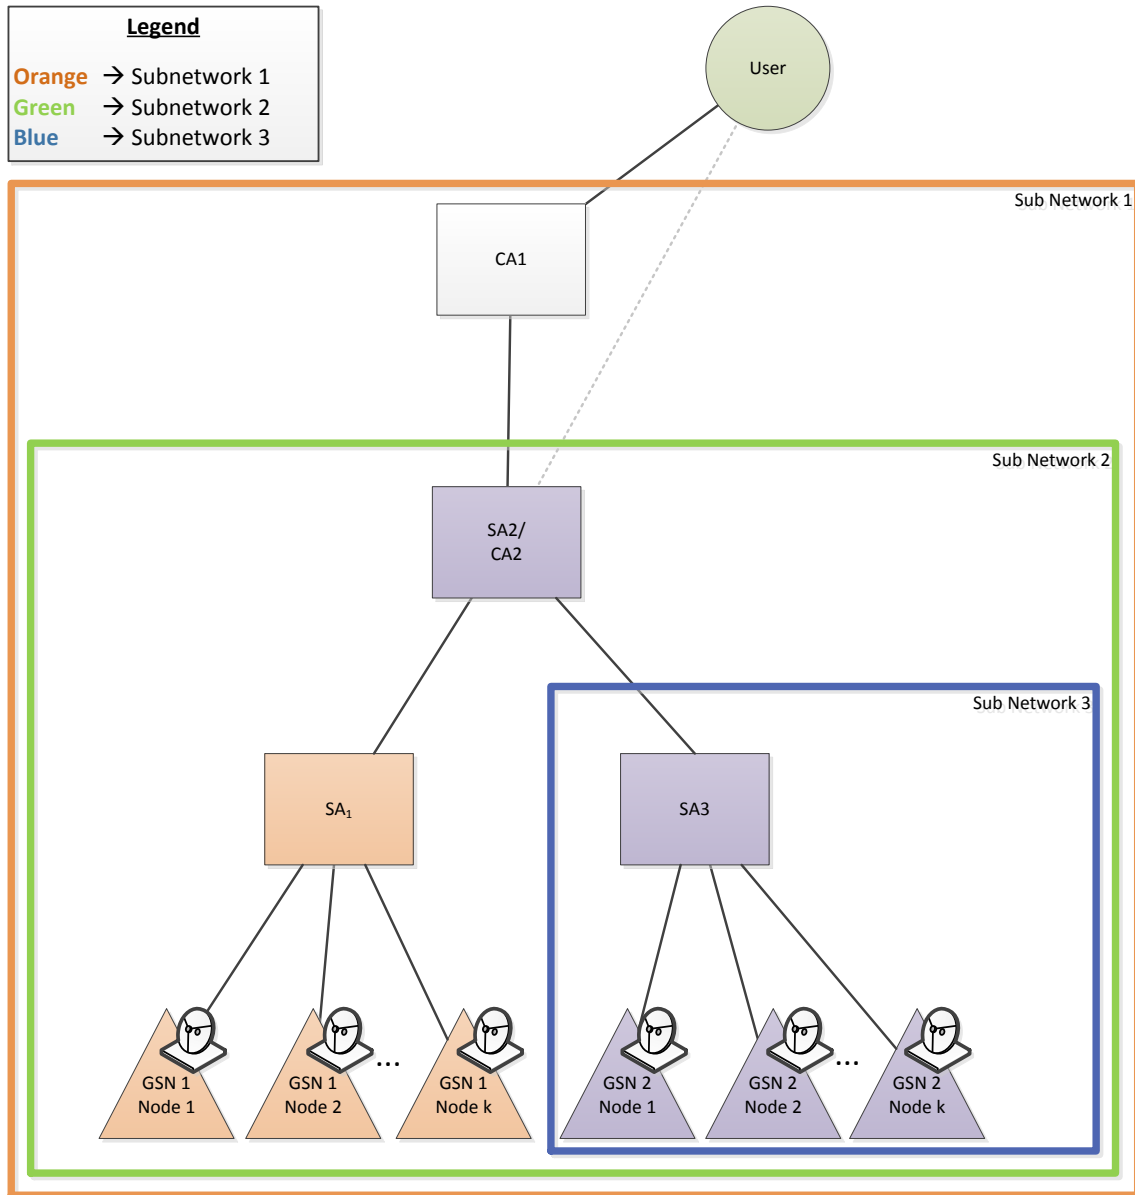 Legend
Orange → Subnetwork 1
Green → Subnetwork 2
Blue → Subnetwork 3
User
Sub Network 1
CA1
Sub Network 2
SA2/
CA2
Sub Network 3
SA₁
SA3
GSN 1
Node 1
GSN 1
Node 2
...
GSN 1
Node k
GSN 2
Node 1
GSN 2
Node 2
...
GSN 2
Node k